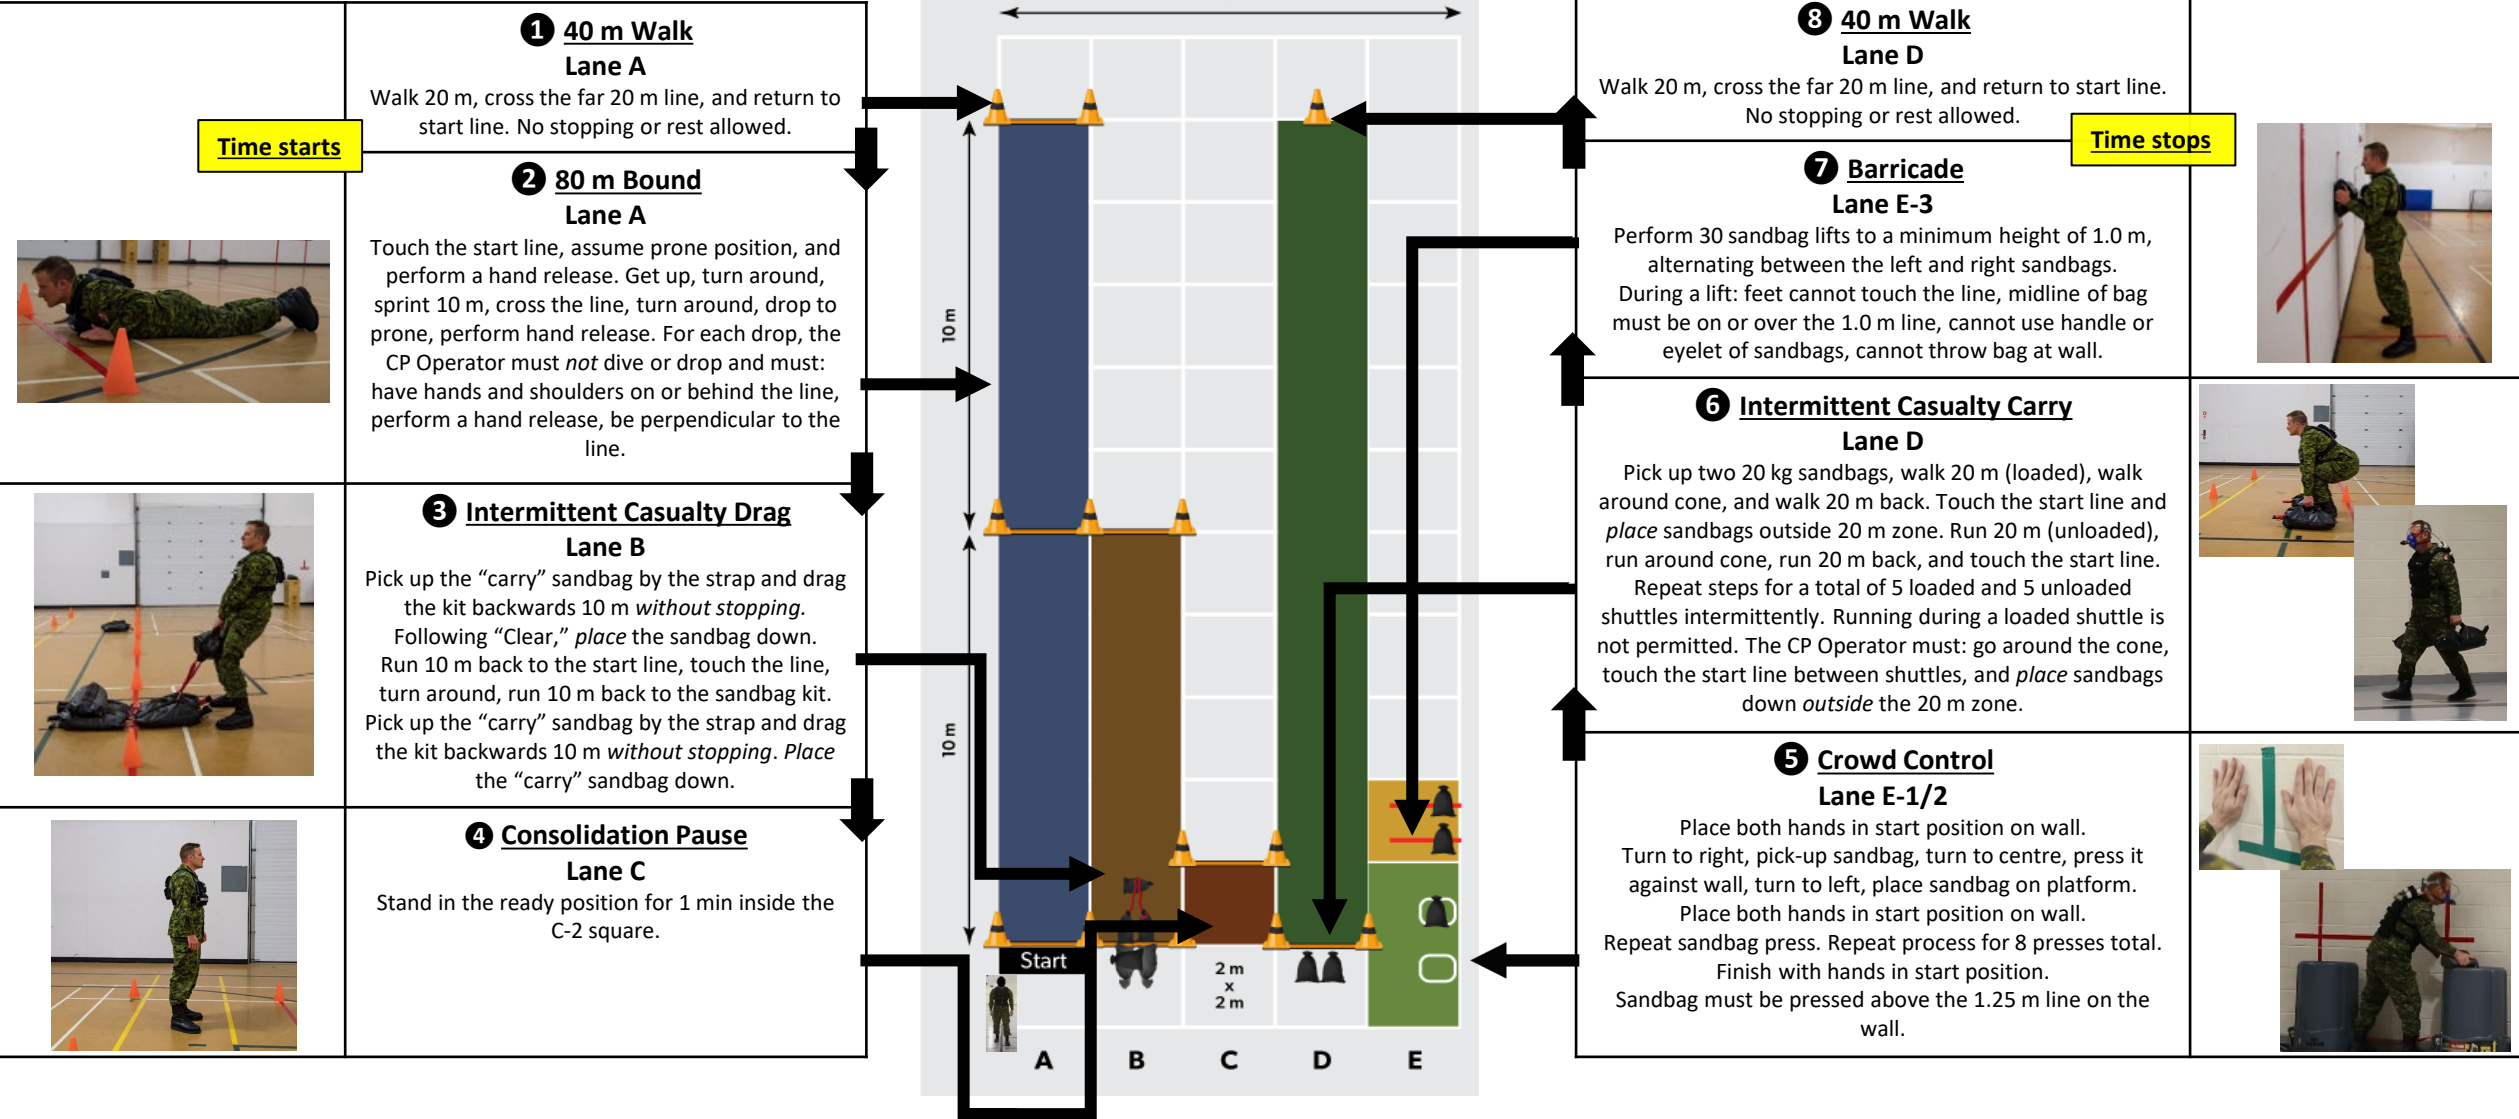 ❶ 40 m Walk
Lane A
Walk 20 m, cross the far 20 m line, and return to
start line. No stopping or rest allowed.
Time starts
❷ 80 m Bound
Lane A
Touch the start line, assume prone position, and
perform a hand release. Get up, turn around,
sprint 10 m, cross the line, turn around, drop to
prone, perform hand release. For each drop, the
CP Operator must not dive or drop and must:
have hands and shoulders on or behind the line,
perform a hand release, be perpendicular to the
line.
❸ Intermittent Casualty Drag
Lane B
Pick up the “carry” sandbag by the strap and drag
the kit backwards 10 m without stopping.
Following “Clear,” place the sandbag down.
Run 10 m back to the start line, touch the line,
turn around, run 10 m back to the sandbag kit.
Pick up the “carry” sandbag by the strap and drag
the kit backwards 10 m without stopping. Place
the “carry” sandbag down.
❹ Consolidation Pause
Lane C
Stand in the ready position for 1 min inside the
C-2 square.
10 m
10 m
Start
2 m
x
2 m
A B C D E
❽ 40 m Walk
Lane D
Walk 20 m, cross the far 20 m line, and return to start line.
No stopping or rest allowed.
Time stops
❼ Barricade
Lane E-3
Perform 30 sandbag lifts to a minimum height of 1.0 m,
alternating between the left and right sandbags.
During a lift: feet cannot touch the line, midline of bag
must be on or over the 1.0 m line, cannot use handle or
eyelet of sandbags, cannot throw bag at wall.
❻ Intermittent Casualty Carry
Lane D
Pick up two 20 kg sandbags, walk 20 m (loaded), walk
around cone, and walk 20 m back. Touch the start line and
place sandbags outside 20 m zone. Run 20 m (unloaded),
run around cone, run 20 m back, and touch the start line.
Repeat steps for a total of 5 loaded and 5 unloaded
shuttles intermittently. Running during a loaded shuttle is
not permitted. The CP Operator must: go around the cone,
touch the start line between shuttles, and place sandbags
down outside the 20 m zone.
❺ Crowd Control
Lane E-1/2
Place both hands in start position on wall.
Turn to right, pick-up sandbag, turn to centre, press it
against wall, turn to left, place sandbag on platform.
Place both hands in start position on wall.
Repeat sandbag press. Repeat process for 8 presses total.
Finish with hands in start position.
Sandbag must be pressed above the 1.25 m line on the
wall.